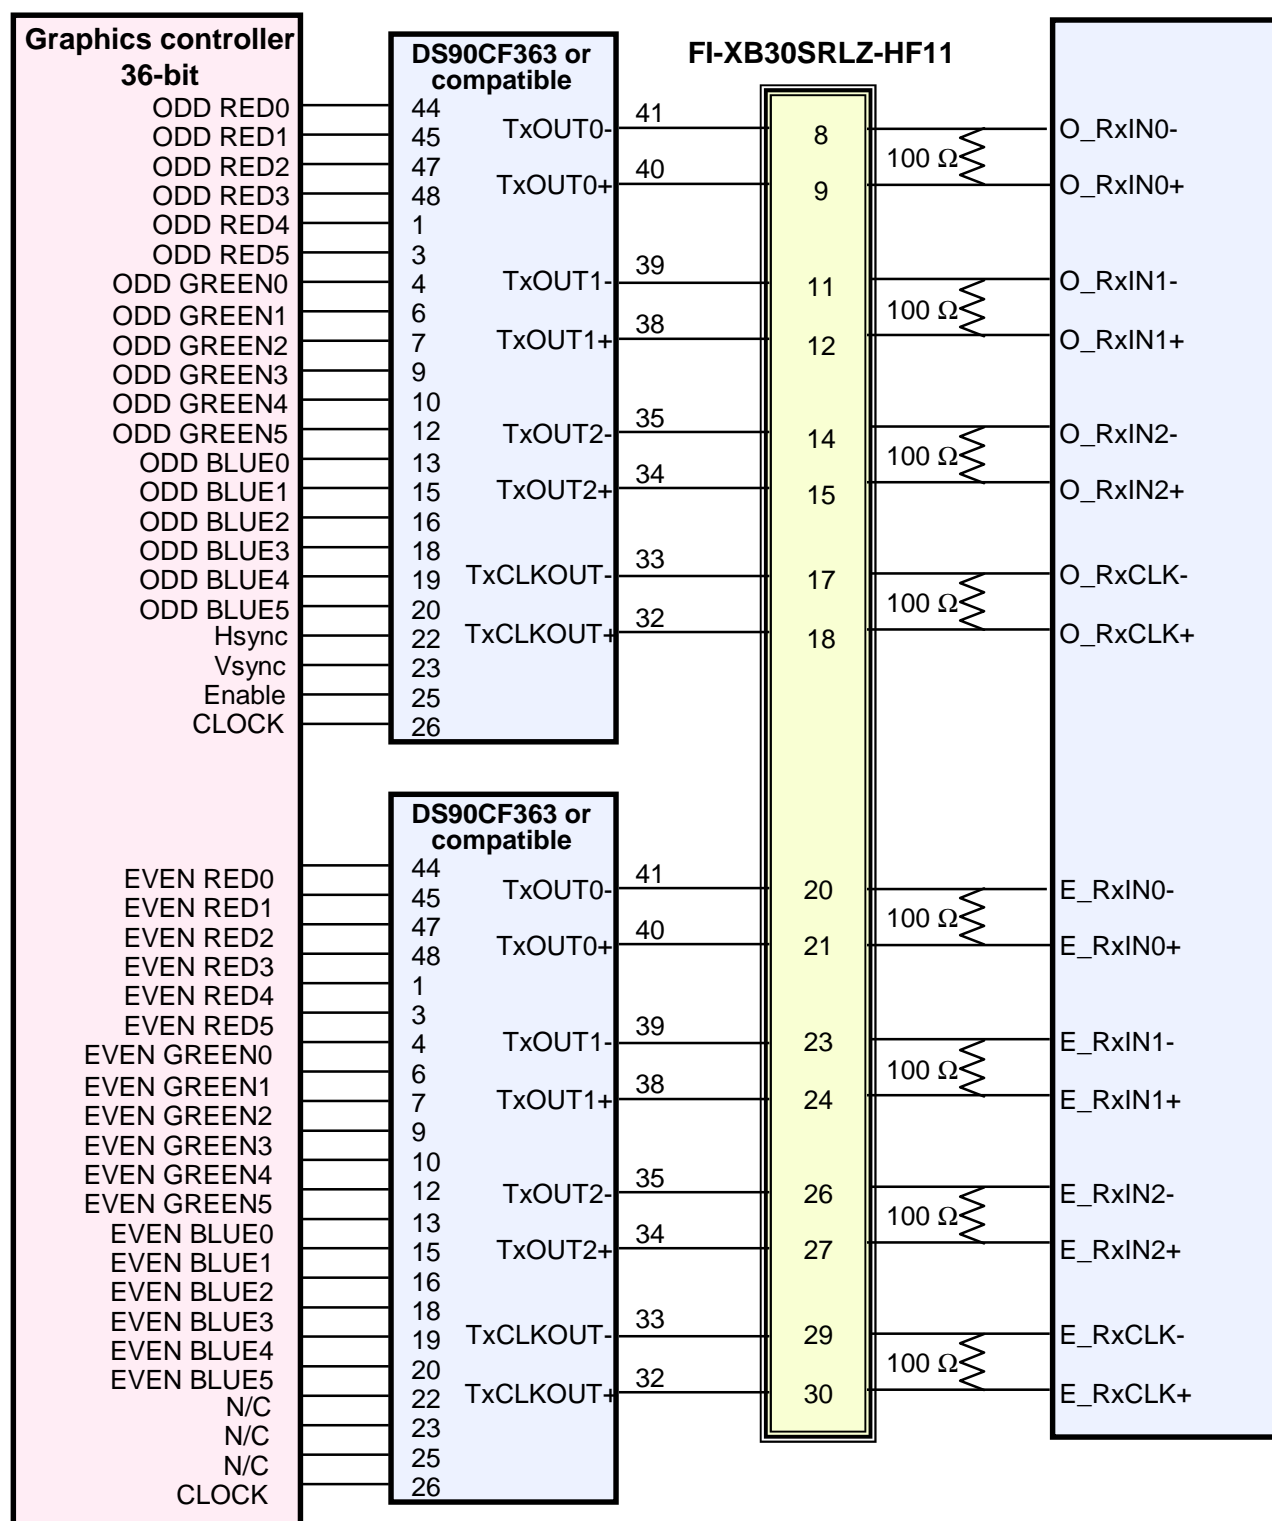 Graphics controller
36-bit
ODD RED0
ODD RED1
ODD RED2
ODD RED3
ODD RED4
ODD RED5
ODD GREEN0
ODD GREEN1
ODD GREEN2
ODD GREEN3
ODD GREEN4
ODD GREEN5
ODD BLUE0
ODD BLUE1
ODD BLUE2
ODD BLUE3
ODD BLUE4
ODD BLUE5
Hsync
Vsync
Enable
CLOCK
EVEN RED0
EVEN RED1
EVEN RED2
EVEN RED3
EVEN RED4
EVEN RED5
EVEN GREEN0
EVEN GREEN1
EVEN GREEN2
EVEN GREEN3
EVEN GREEN4
EVEN GREEN5
EVEN BLUE0
EVEN BLUE1
EVEN BLUE2
EVEN BLUE3
EVEN BLUE4
EVEN BLUE5
N/C
N/C
N/C
CLOCK
DS90CF363 or
compatible
44
45
47
48
1
3
4
6
7
9
10
12
13
15
16
18
19
20
22
23
25
26
TxOUT0-
TxOUT0+
TxOUT1-
TxOUT1+
TxOUT2-
TxOUT2+
TxCLKOUT-
TxCLKOUT+
41
40
39
38
35
34
33
32
DS90CF363 or
compatible
44
45
47
48
1
3
4
6
7
9
10
12
13
15
16
18
19
20
22
23
25
26
TxOUT0-
TxOUT0+
TxOUT1-
TxOUT1+
TxOUT2-
TxOUT2+
TxCLKOUT-
TxCLKOUT+
41
40
39
38
35
34
33
32
FI-XB30SRLZ-HF11
8
9
11
12
14
15
17
18
20
21
23
24
26
27
29
30
100 Ω
100 Ω
100 Ω
100 Ω
100 Ω
100 Ω
100 Ω
100 Ω
O_RxIN0-
O_RxIN0+
O_RxIN1-
O_RxIN1+
O_RxIN2-
O_RxIN2+
O_RxCLK-
O_RxCLK+
E_RxIN0-
E_RxIN0+
E_RxIN1-
E_RxIN1+
E_RxIN2-
E_RxIN2+
E_RxCLK-
E_RxCLK+